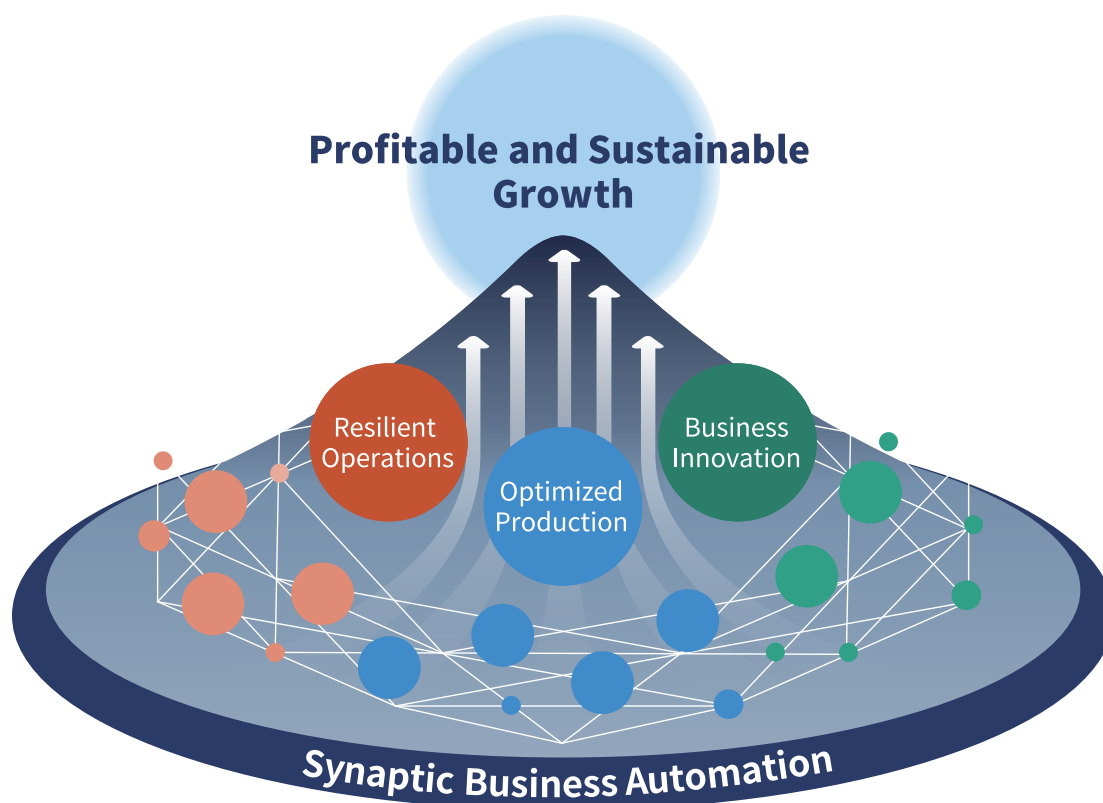 Profitable and Sustainable
Growth
Resilient
Operations
Optimized
Production
Business
Innovation
Synaptic Business Automation